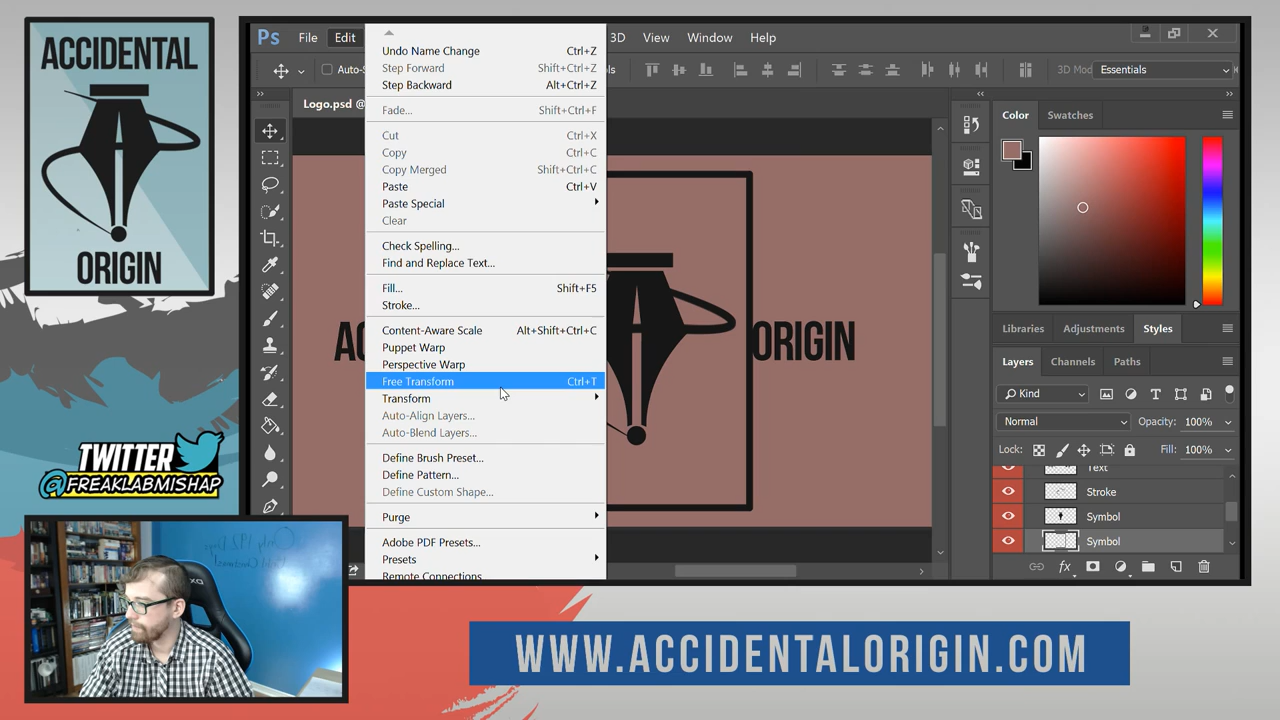 ACCIDENTAL
ORIGIN
TWITTER
@FREAKLABMISHAP
Ps File Edit 3D View Window Help
Auto-S
ls
3D Mod
Essentials
Logo.psd @
Undo Name Change Ctrl+Z
Step Forward Shift+Ctrl+Z
Step Backward Alt+Ctrl+Z
Fade... Shift+Ctrl+F
Cut Ctrl+X
Copy Ctrl+C
Copy Merged Shift+Ctrl+C
Paste Ctrl+V
Paste Special
Clear
Check Spelling...
Find and Replace Text...
Fill... Shift+F5
Stroke...
Content-Aware Scale Alt+Shift+Ctrl+C
Puppet Warp
Perspective Warp
Free Transform Ctrl+T
Transform
Auto-Align Layers...
Auto-Blend Layers...
Define Brush Preset...
Define Pattern...
Define Custom Shape...
Purge
Adobe PDF Presets...
Presets
Remote Connections
AC
ORIGIN
Color Swatches
Libraries Adjustments Styles
Layers Channels Paths
Kind
Normal Opacity: 100%
Lock: Fill: 100%
Text
Stroke
Symbol
Symbol
WWW.ACCIDENTALORIGIN.COM